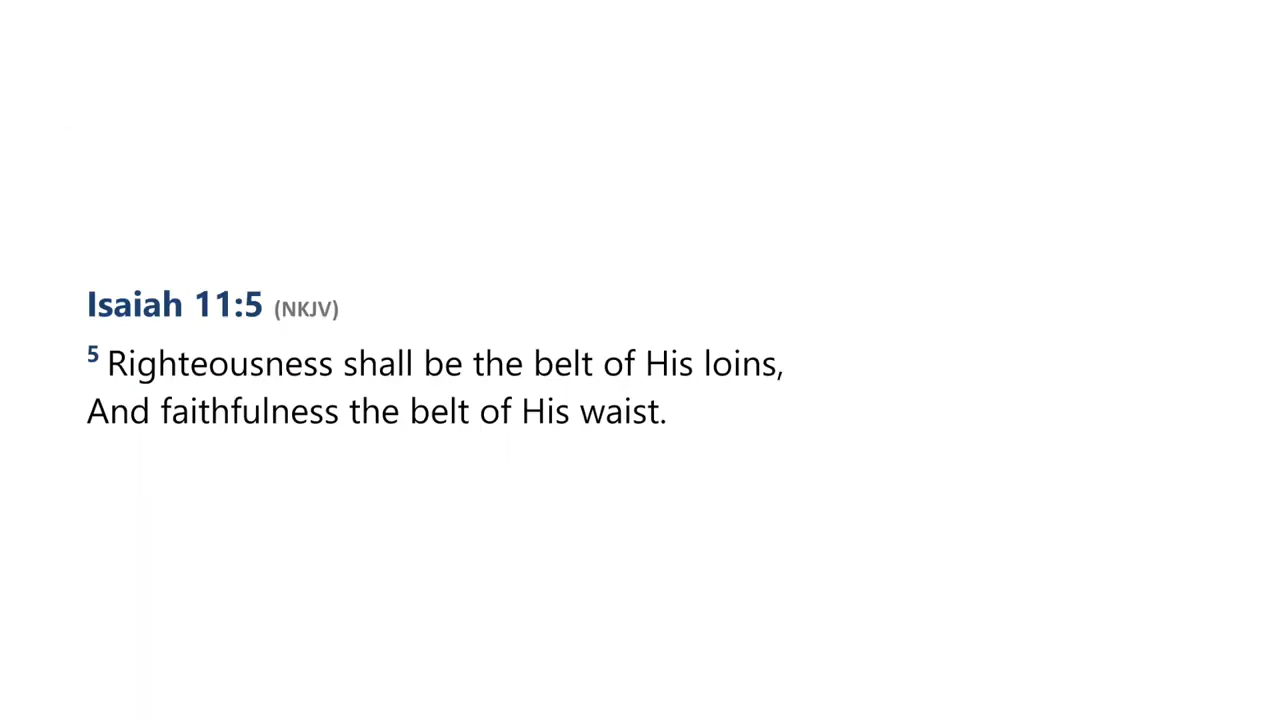 Isaiah 11:5 (NKJV)
5 Righteousness shall be the belt of His loins,
And faithfulness the belt of His waist.